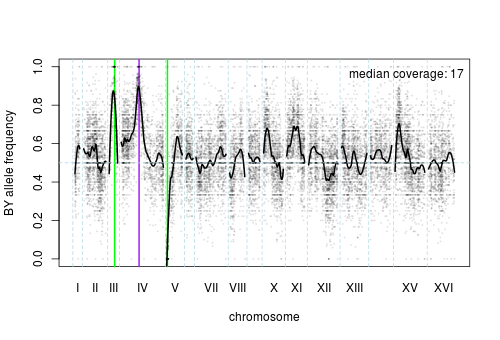 median coverage: 17
BY allele frequency
0.0 0.2 0.4 0.6 0.8 1.0
I II III IV V VII VIII X XI XII XIII XV XVI
chromosome